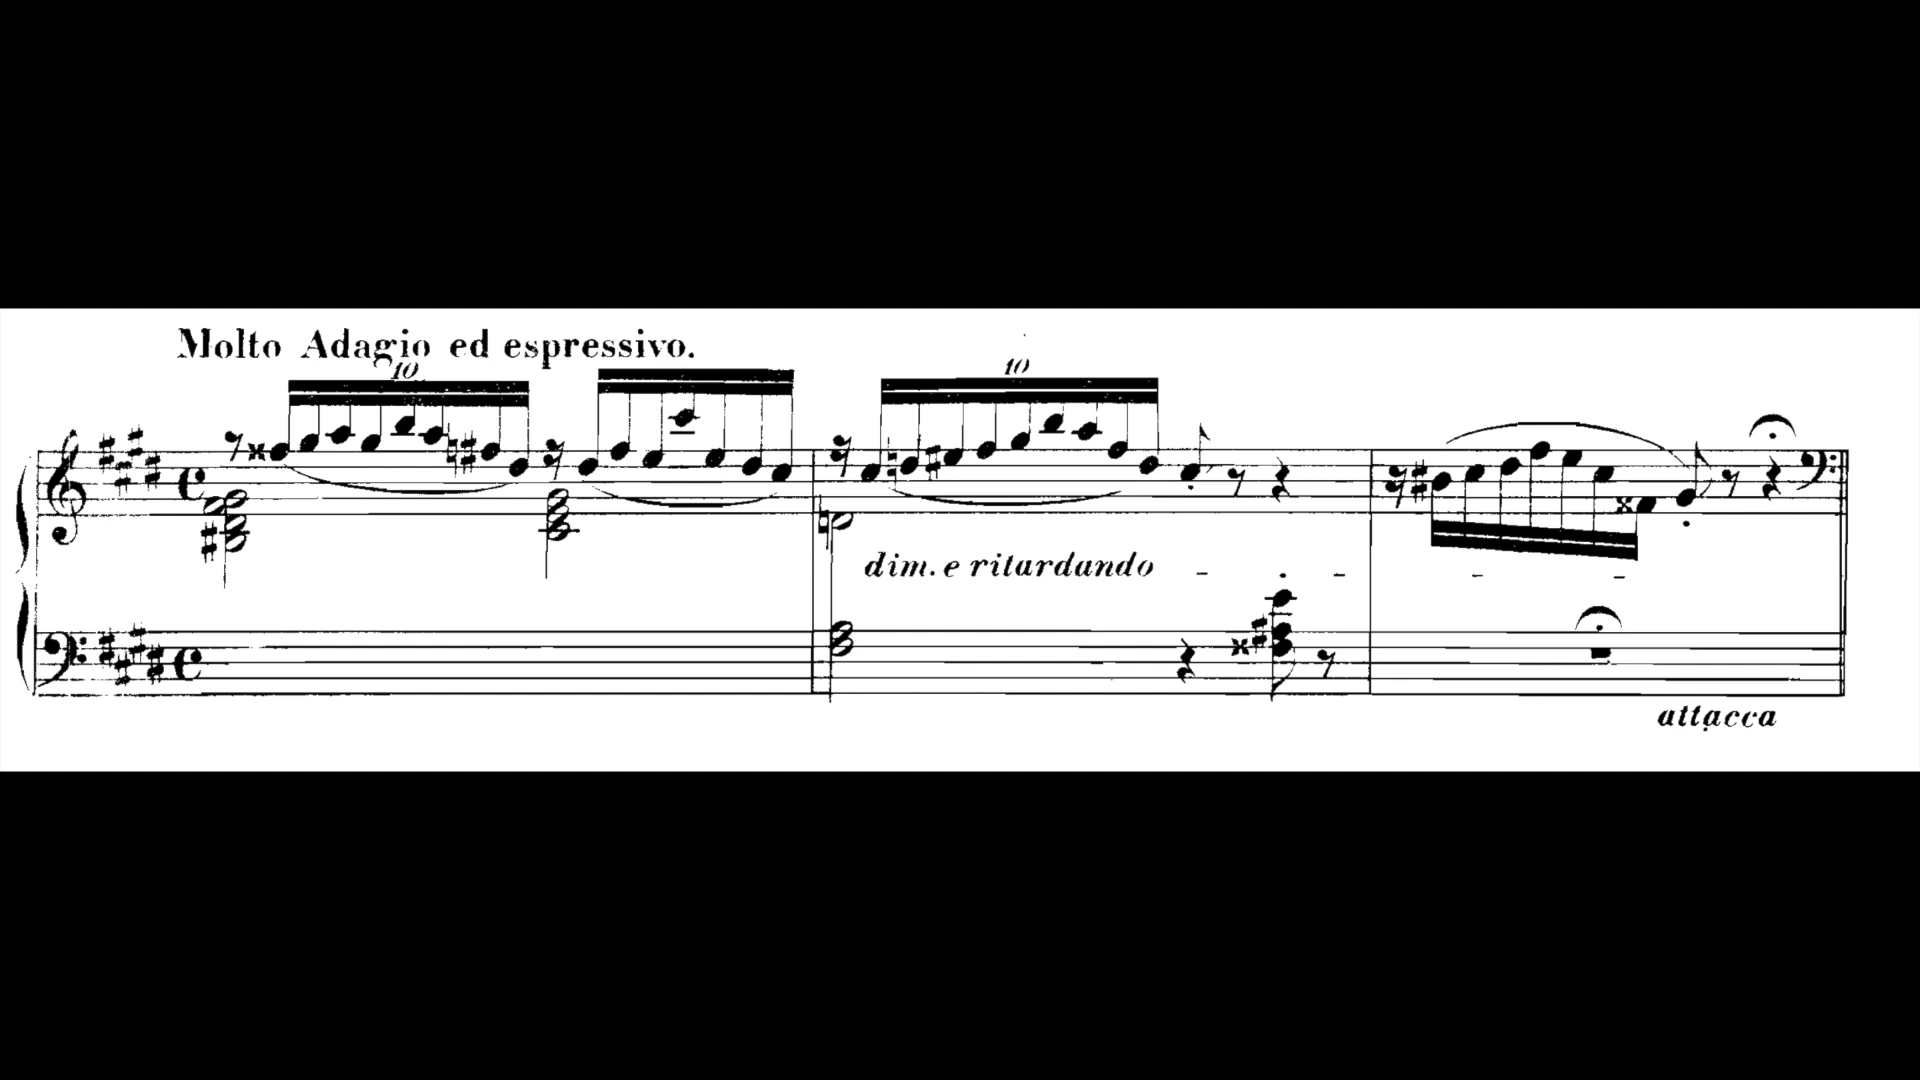 Molto Adagio ed espressivo.
10
10
dim. e ritardando
attacca